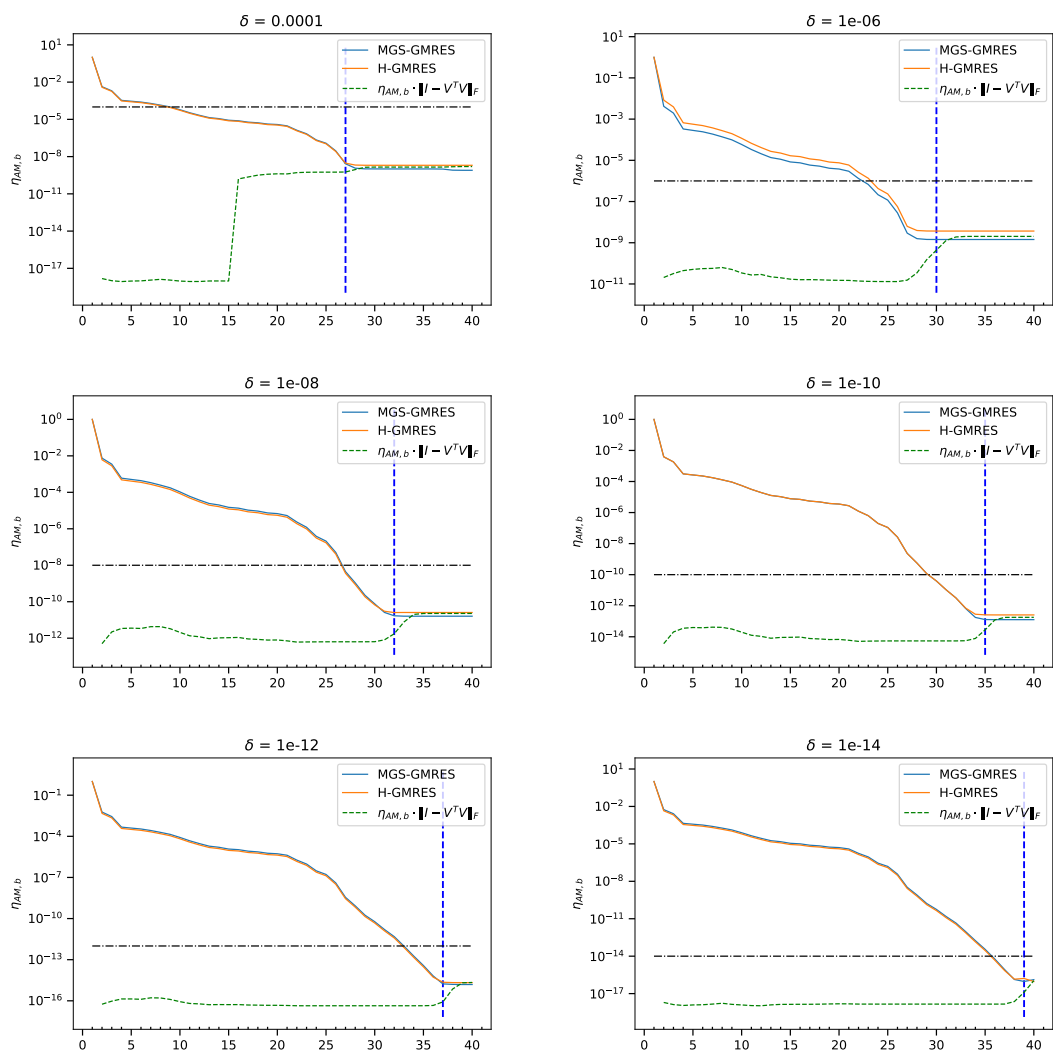 δ = 0.0001
MGS-GMRES
H-GMRES
η_{AM,b} · ‖I − V^T V‖_F
η_{AM,b}
10^{-2}
10^{-5}
10^{-8}
10^{-11}
10^{-14}
10^{-17}
0 5 10 15 20 25 30 35 40
δ = 1e-06
MGS-GMRES
H-GMRES
η_{AM,b} · ‖I − V^T V‖_F
η_{AM,b}
10^{1}
10^{-1}
10^{-3}
10^{-5}
10^{-7}
10^{-9}
10^{-11}
0 5 10 15 20 25 30 35 40
δ = 1e-08
MGS-GMRES
H-GMRES
η_{AM,b} · ‖I − V^T V‖_F
η_{AM,b}
10^{0}
10^{-2}
10^{-4}
10^{-6}
10^{-8}
10^{-10}
10^{-12}
0 5 10 15 20 25 30 35 40
δ = 1e-10
MGS-GMRES
H-GMRES
η_{AM,b} · ‖I − V^T V‖_F
η_{AM,b}
10^{0}
10^{-2}
10^{-4}
10^{-6}
10^{-8}
10^{-10}
10^{-12}
10^{-14}
0 5 10 15 20 25 30 35 40
δ = 1e-12
MGS-GMRES
H-GMRES
η_{AM,b} · ‖I − V^T V‖_F
η_{AM,b}
10^{-1}
10^{-4}
10^{-7}
10^{-10}
10^{-13}
10^{-16}
0 5 10 15 20 25 30 35 40
δ = 1e-14
MGS-GMRES
H-GMRES
η_{AM,b} · ‖I − V^T V‖_F
η_{AM,b}
10^{1}
10^{-2}
10^{-5}
10^{-8}
10^{-11}
10^{-14}
10^{-17}
0 5 10 15 20 25 30 35 40